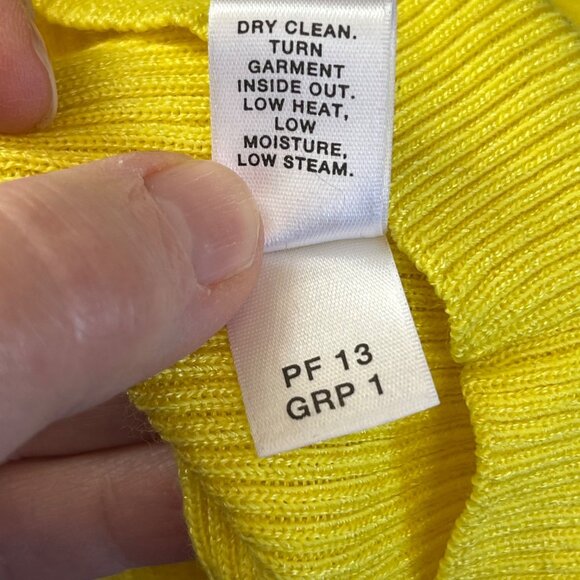 DRY CLEAN.
TURN
GARMENT
INSIDE OUT.
LOW HEAT,
LOW
MOISTURE,
LOW STEAM.
PF 13
GRP 1